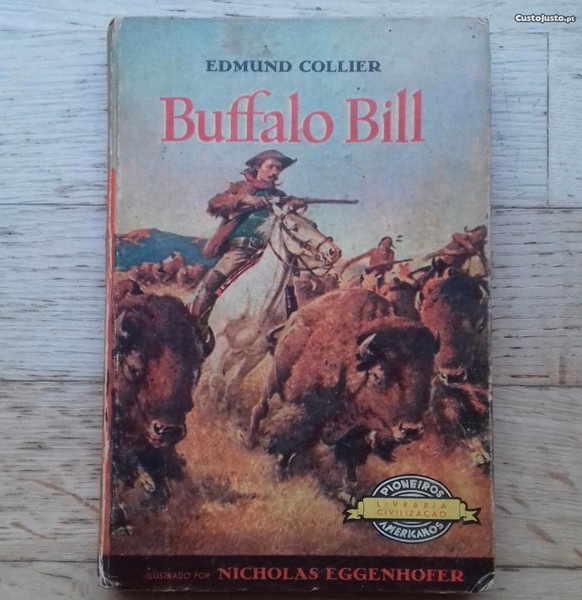 CustoJusto.pt
EDMUND COLLIER
Buffalo Bill
PIONEIROS
LIVRARIA
CIVILIZAÇÃO
AMERICANOS
ILUSTRADO POR NICHOLAS EGGENHOFER